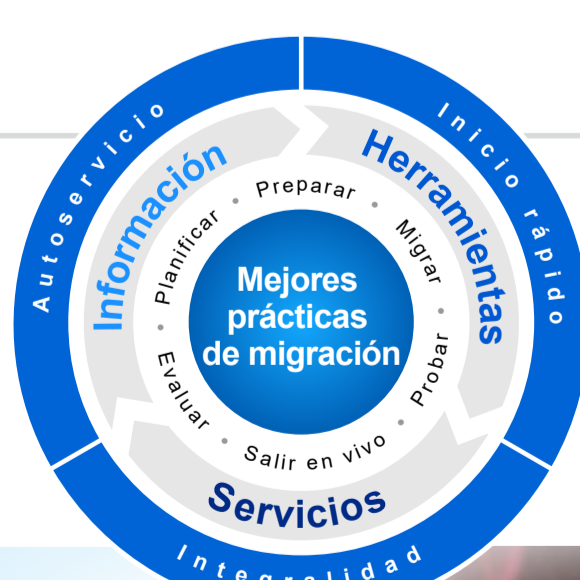 Autoservicio
Inicio rápido
Integralidad
Información
Herramientas
Servicios
Preparar
Migrar
Probar
Salir en vivo
Evaluar
Planificar
Mejores
prácticas
de migración